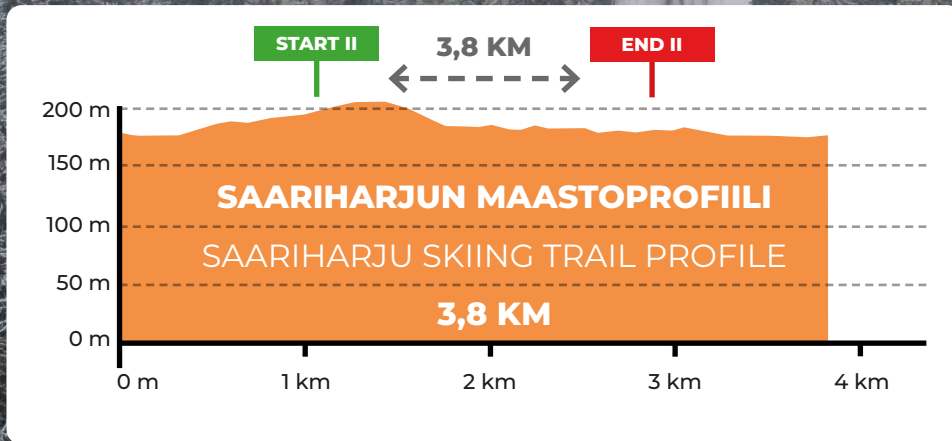 START II
3,8 KM
END II
200 m
150 m
100 m
50 m
0 m
SAARIHARJUN MAASTOPROFIILI
SAARIHARJU SKIING TRAIL PROFILE
3,8 KM
0 m
1 km
2 km
3 km
4 km